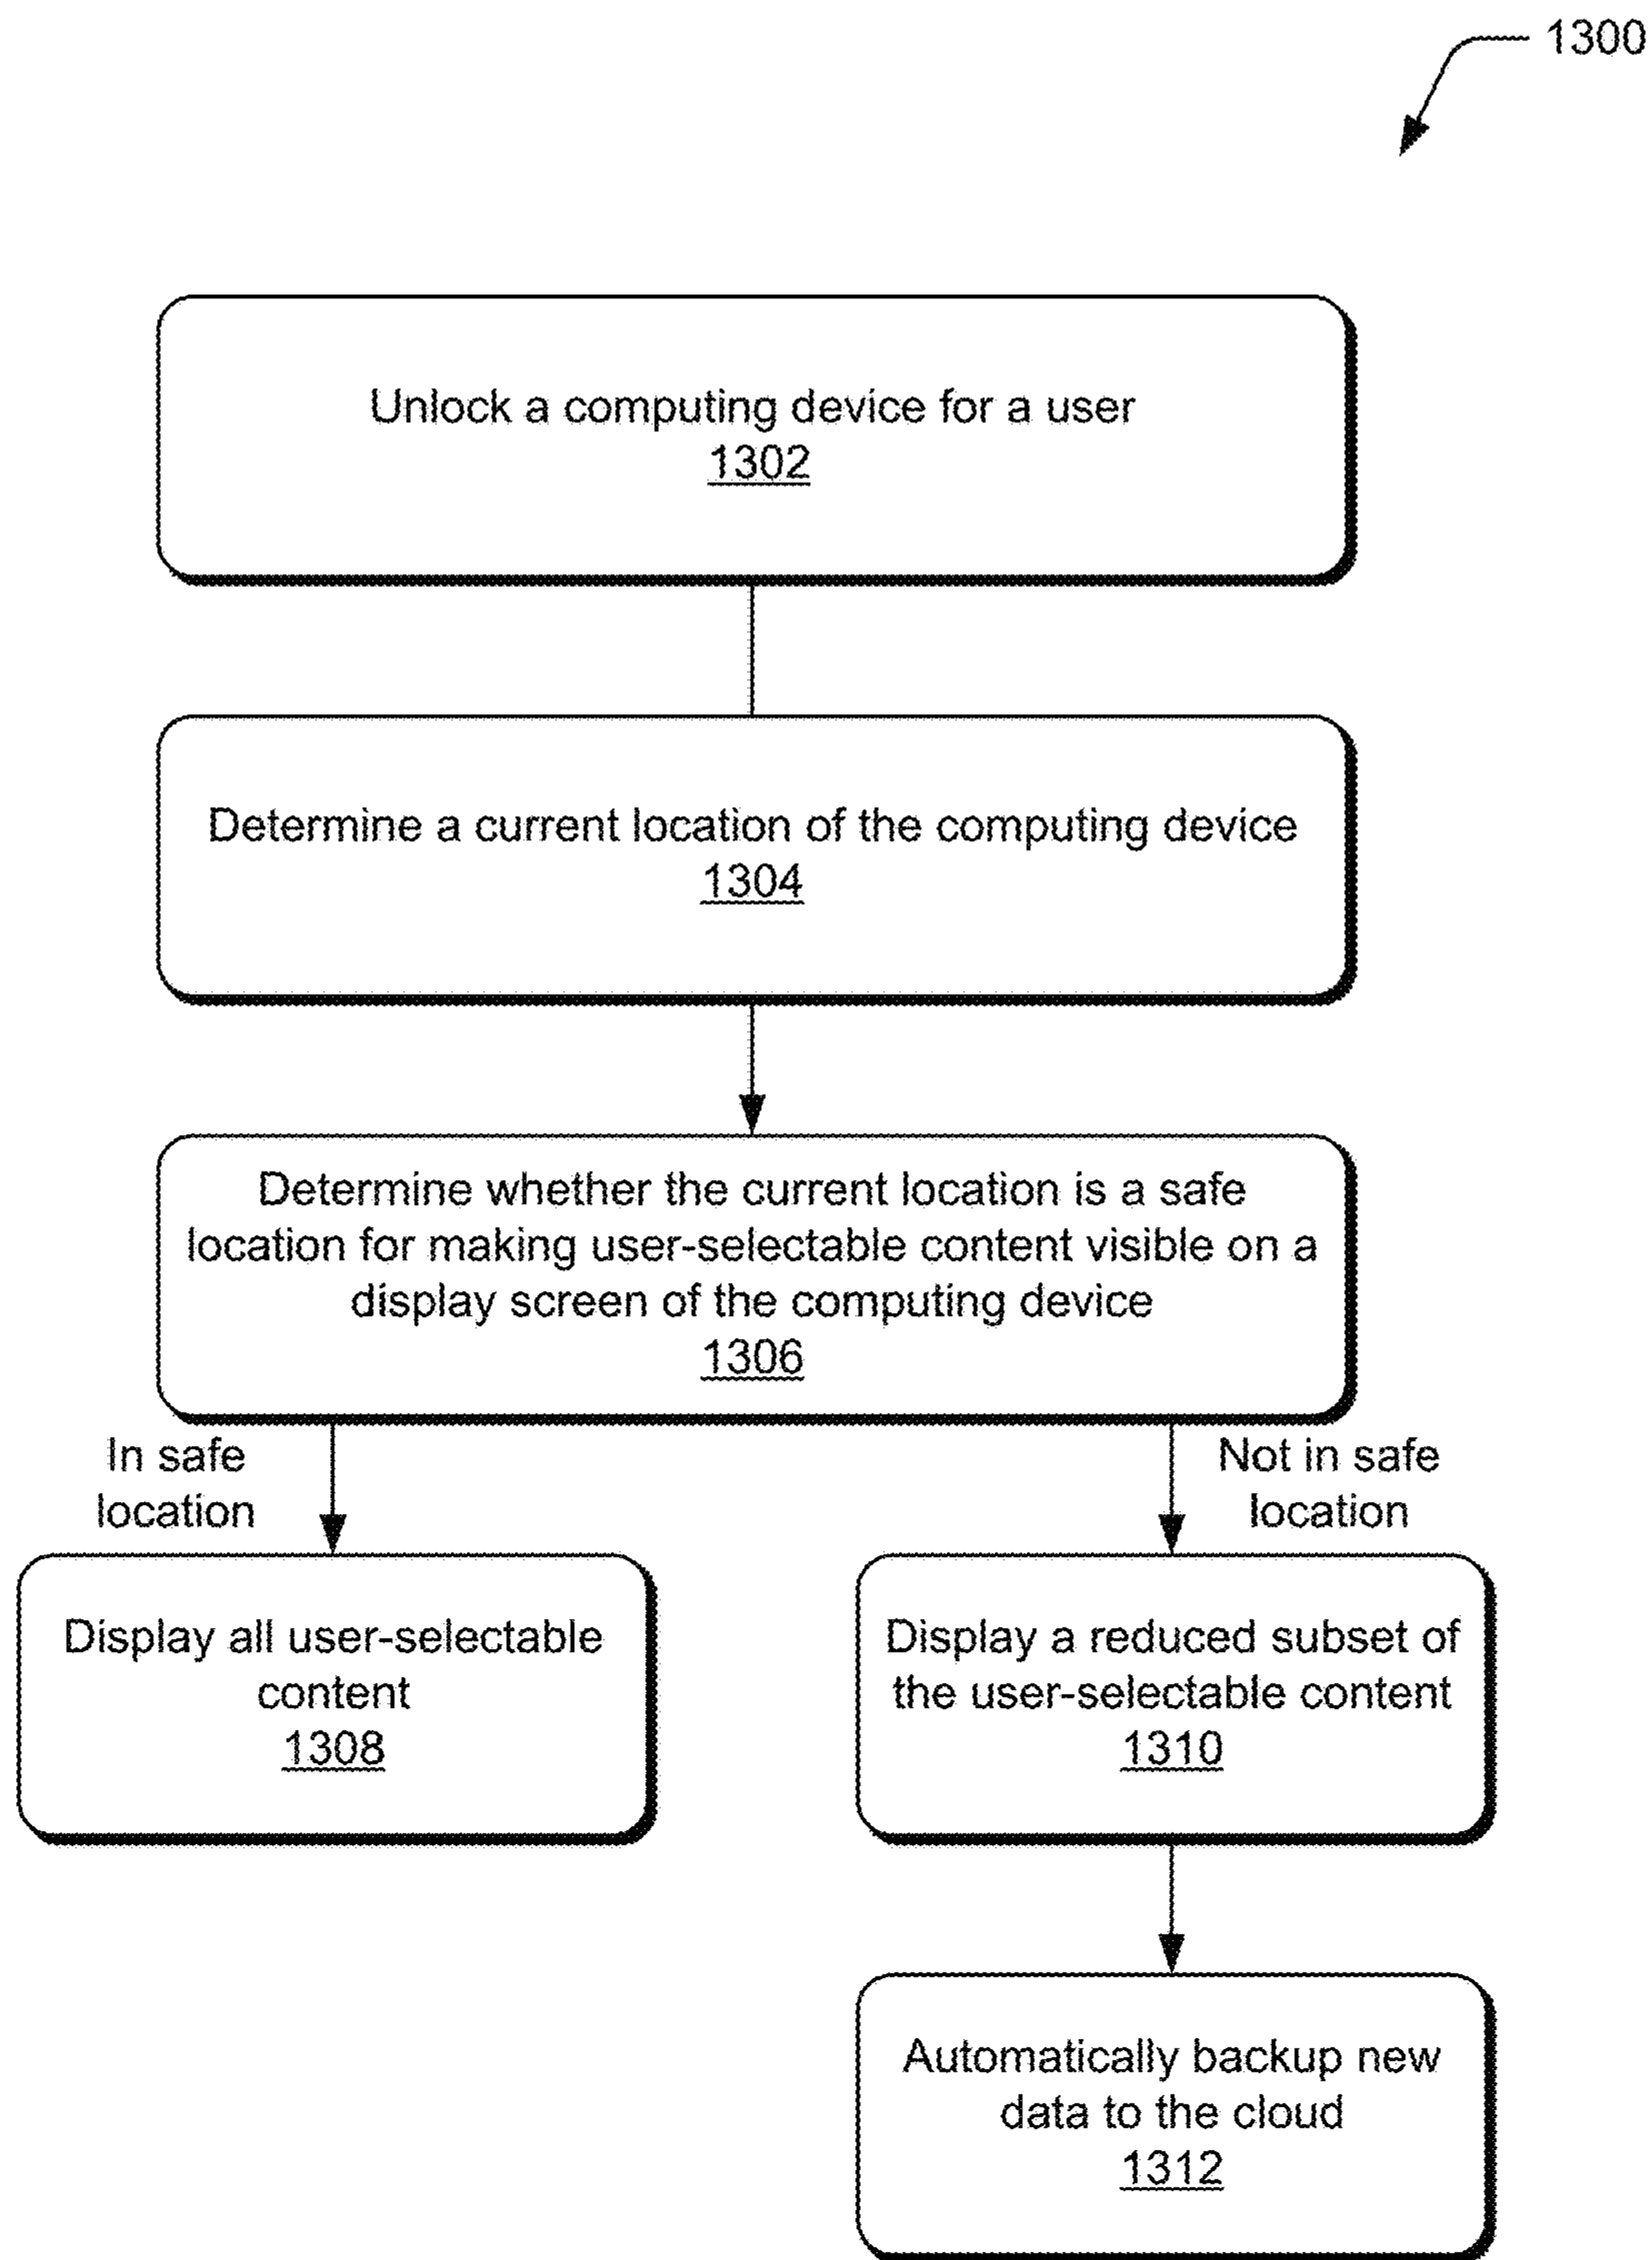 1300
Unlock a computing device for a user
1302
Determine a current location of the computing device
1304
Determine whether the current location is a safe
location for making user-selectable content visible on a
display screen of the computing device
1306
In safe
location
Not in safe
location
Display all user-selectable
content
1308
Display a reduced subset of
the user-selectable content
1310
Automatically backup new
data to the cloud
1312